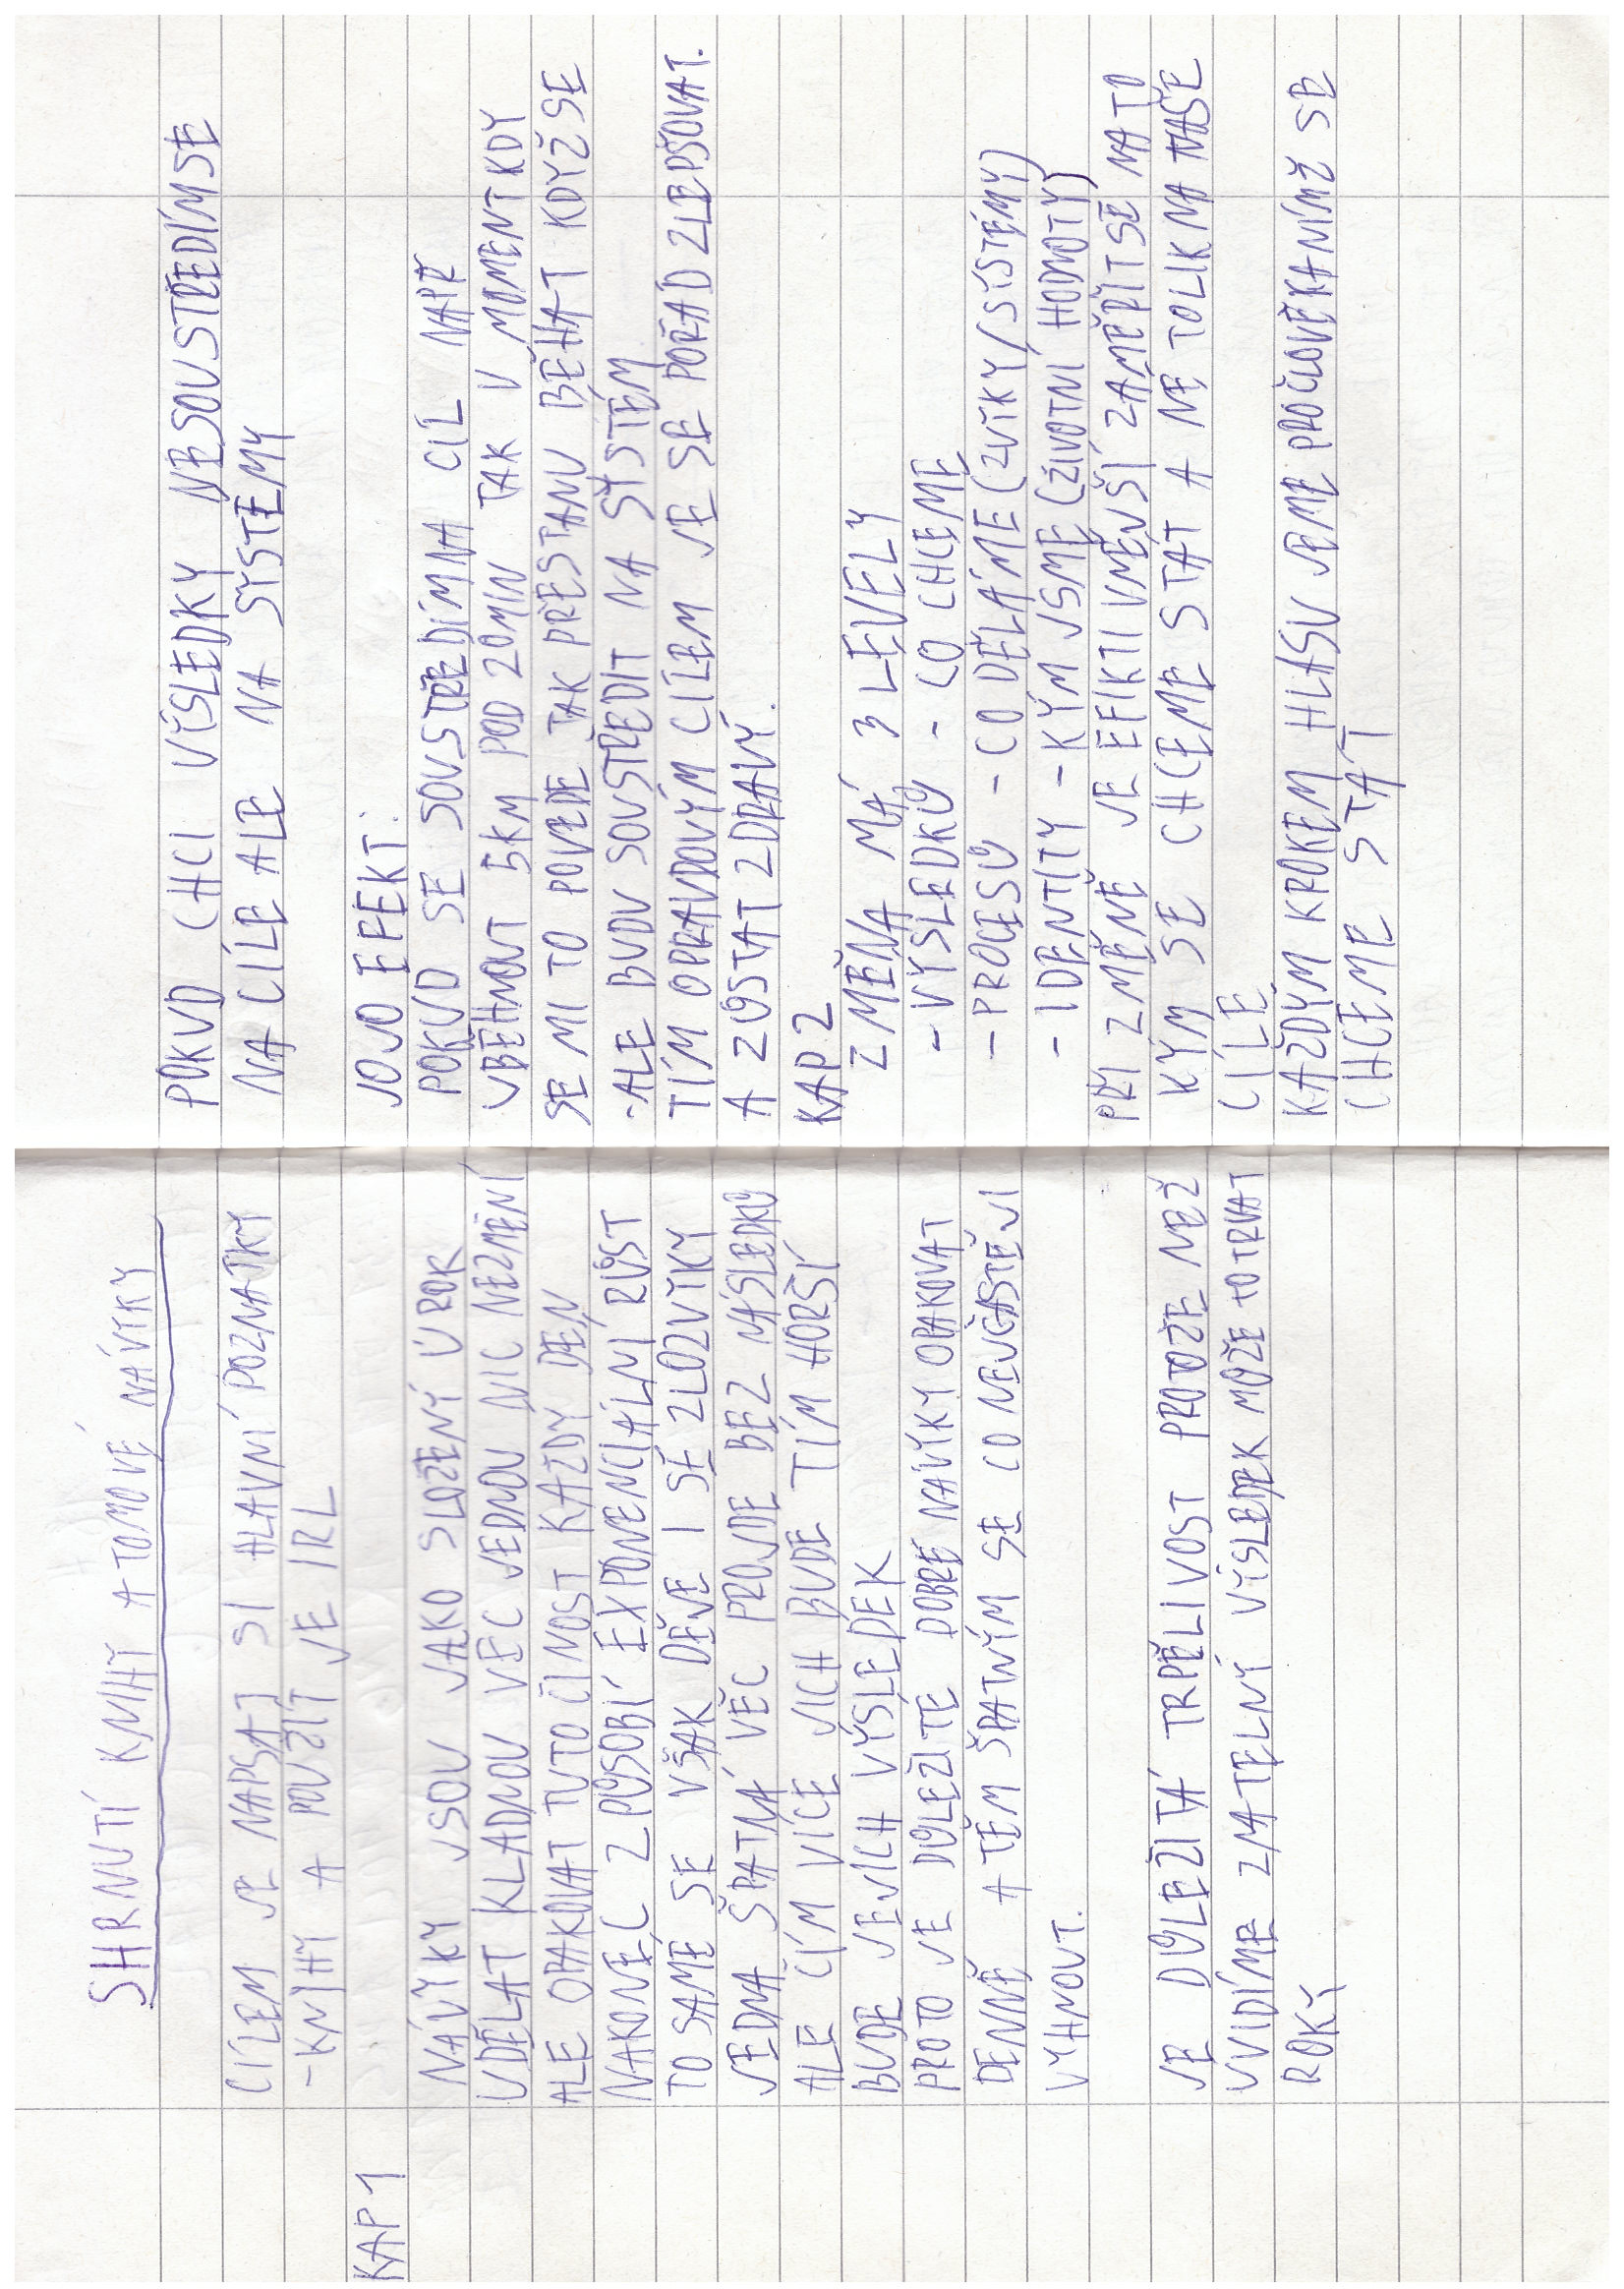 SHRNUTÍ KNIHY ATOMOVÉ NÁVYKY
CÍLEM JE NAPSAT SI HLAVNÍ POZNATKY
-KNIHY A POUŽÍT JE IRL
KAP 1
NÁVYKY JSOU JAKO SLOŽENÝ ÚROK
UDĚLAT KLADNOU VĚC JEDNOU NIC NEZMĚNÍ
ALE OPAKOVAT TUTO ČINOST KAŽDÝ DEN
NAKONEC ZPŮSOBÍ EXPONENCIÁLNÍ RŮST
TO SAMÉ SE VŠAK DĚJE I SE ZLOZVYKY
JEDNA ŠPATNÁ VĚC PROJDE BEZ NÁSLEDKŮ
ALE ČÍM VÍCE JICH BUDE TÍM HORŠÍ
BUDE JEJICH VÝSLEDEK
PROTO JE DŮLEŽITÉ DOBRÉ NÁVYKY OPAKOVAT
DENNĚ A TĚM ŠPATNÝM SE CO NEJČASTĚJI
VYHNOUT.
JE DŮLEŽITÁ TRPĚLIVOST PROTOŽE NEŽ
UVIDÍME ZNATELNÝ VÝSLEDEK MŮŽE TO TRVAT
ROKY
POKUD CHCI VÝSLEDKY NESOUSTŘEDÍM SE
NA CÍLE ALE NA SYSTÉMY
JOJO EFEKT:
POKUD SE SOUSTŘEDÍM NA CÍL NAPŘ
UBĚHNOUT 5KM POD 20MIN TAK V MOMENT KDY
SE MI TO POVEDE TAK PŘESTANU BĚHAT KDYŽ SE
-ALE BUDU SOUSTŘEDIT NA SYSTÉM
TÍM OPRAVDOVÝM CÍLEM JE SE POŘÁD ZLEPŠOVAT.
A ZŮSTAT ZDRAVÝ.
KAP 2
ZMĚNA MÁ 3 LEVELY
- VÝSLEDKŮ - CO CHCEME
- PROCESŮ - CO DĚLÁME (ZVYKY/SYSTÉMY)
- IDENTITY - KÝM JSME (ŽIVOTNÍ HODNOTY)
PŘI ZMĚNĚ JE EFIKTIVNĚJŠÍ ZAMĚŘIT SE NA TO
KÝM SE CHCEME STÁT A NE TOLIK NA NAŠE
CÍLE
KAŽDÝM KROKEM HLASUJEME PRO ČLOVĚKA NÍMŽ SE
CHCEME STÁT